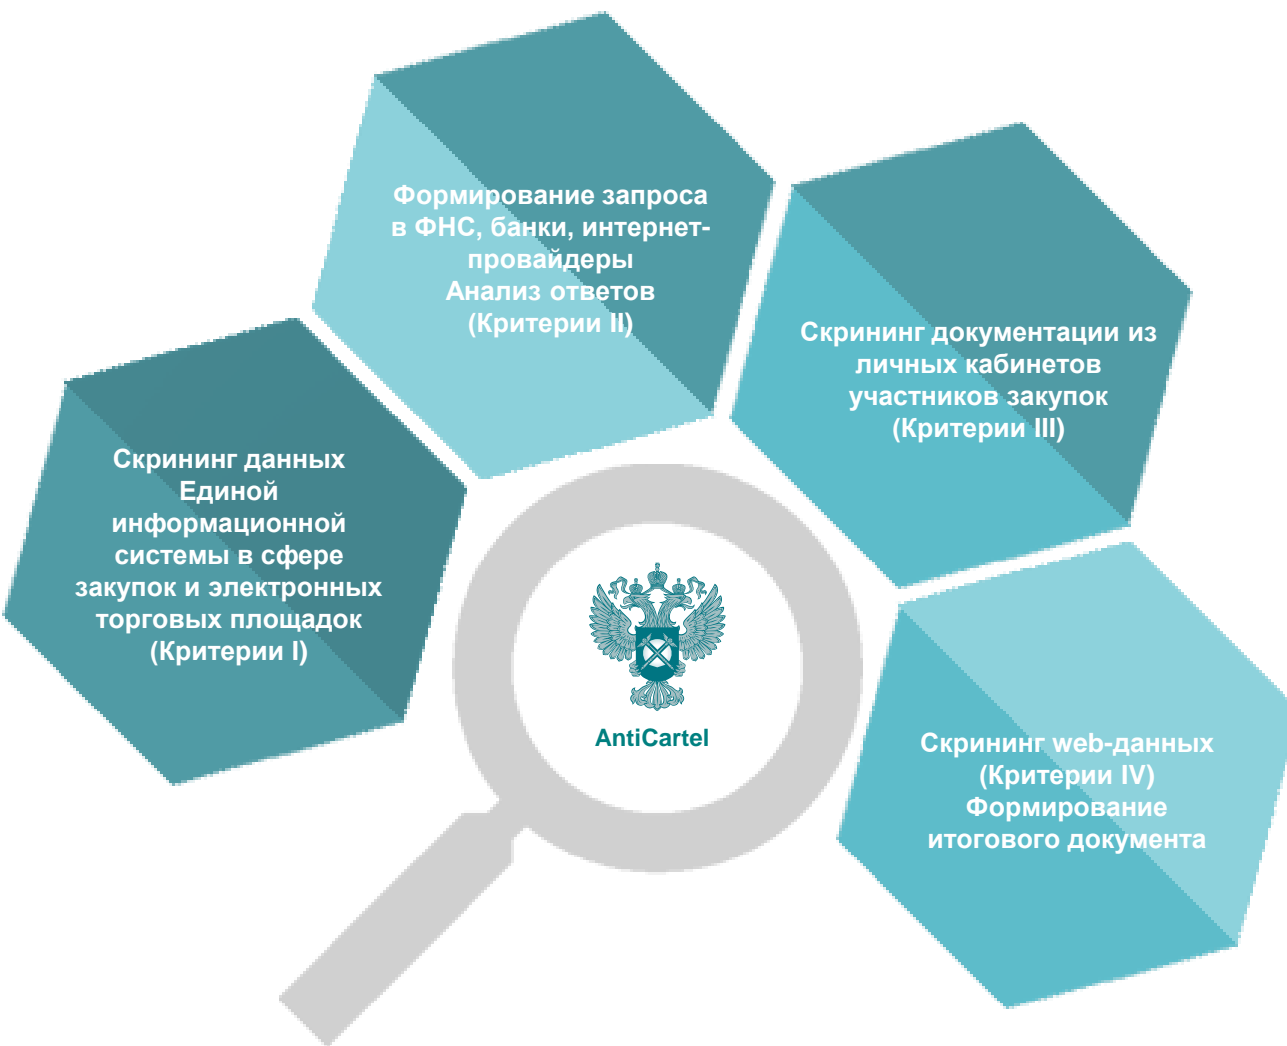 Формирование запроса
в ФНС, банки, интернет-
провайдеры
Анализ ответов
(Критерии II)
Скрининг документации из
личных кабинетов
участников закупок
(Критерии III)
Скрининг данных
Единой
информационной
системы в сфере
закупок и электронных
торговых площадок
(Критерии I)
AntiCartel
Скрининг web-данных
(Критерии IV)
Формирование
итогового документа